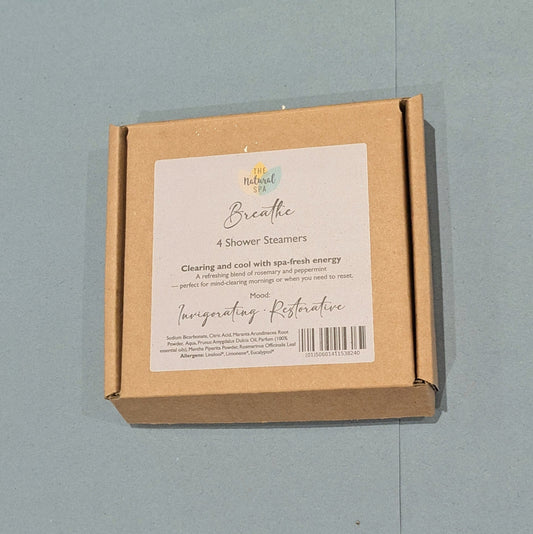 THE
Natural
SPA
Breathe
4 Shower Steamers
Clearing and cool with spa-fresh energy
A refreshing blend of rosemary and peppermint
— perfect for mind-clearing mornings or when you need to reset.
Mood:
Invigorating · Restorative
Sodium Bicarbonate, Citric Acid, Maranta Arundinacea Root
Powder, Aqua, Prunus Amygdalus Dulcis Oil, Parfum (100%
essential oils), Mentha Piperita Powder, Rosmarinus Officinalis Leaf
Allergens: Linalool*, Limonene*, Eucalyptol*
(01)50601411538240